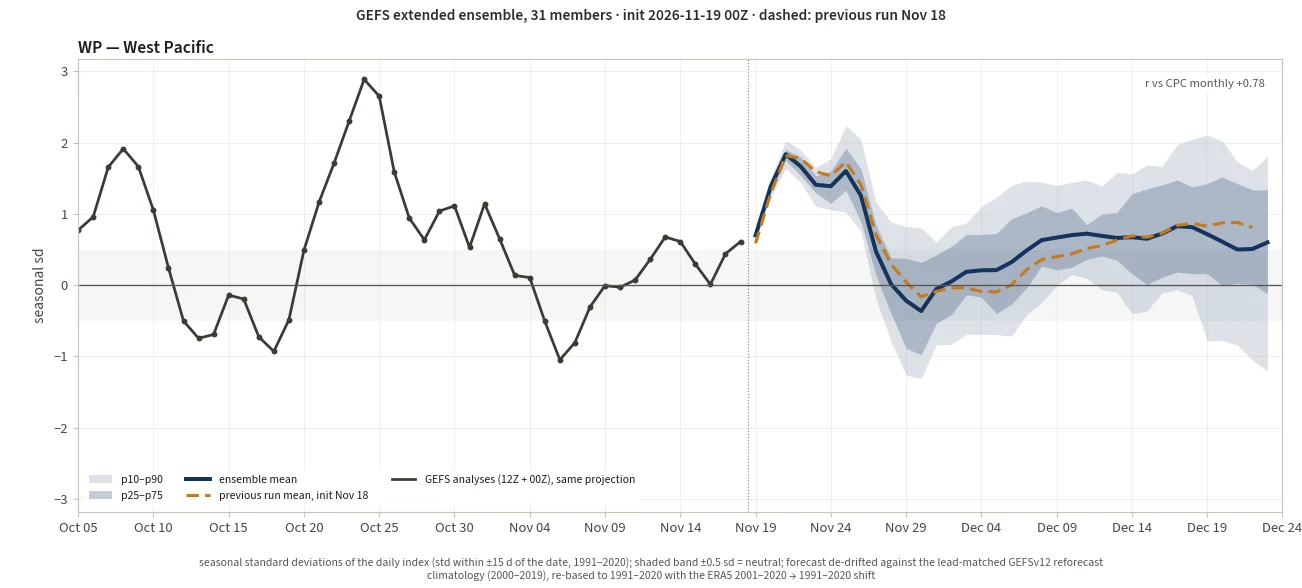 GEFS extended ensemble, 31 members · init 2026-11-19 00Z · dashed: previous run Nov 18
WP — West Pacific
r vs CPC monthly +0.78
seasonal sd
3
2
1
0
−1
−2
−3
p10–p90
p25–p75
ensemble mean
previous run mean, init Nov 18
GEFS analyses (12Z + 00Z), same projection
Oct 05 Oct 10 Oct 15 Oct 20 Oct 25 Oct 30 Nov 04 Nov 09 Nov 14 Nov 19 Nov 24 Nov 29 Dec 04 Dec 09 Dec 14 Dec 19 Dec 24
seasonal standard deviations of the daily index (std within ±15 d of the date, 1991–2020); shaded band ±0.5 sd = neutral; forecast de-drifted against the lead-matched GEFSv12 reforecast
climatology (2000–2019), re-based to 1991–2020 with the ERA5 2001–2020 → 1991–2020 shift